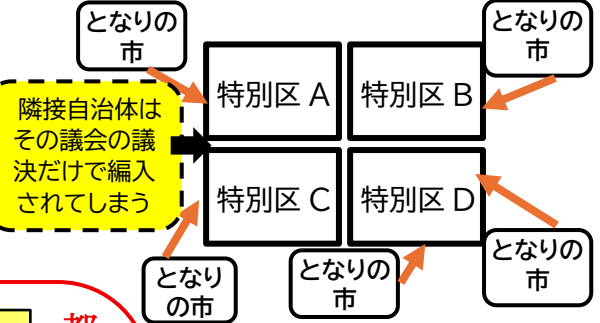 となりの
市
となりの
市
特別区 A
特別区 B
隣接自治体は
その議会の議
決だけで編入
されてしまう
特別区 C
特別区 D
となり
の市
となりの
市
となりの
市
都